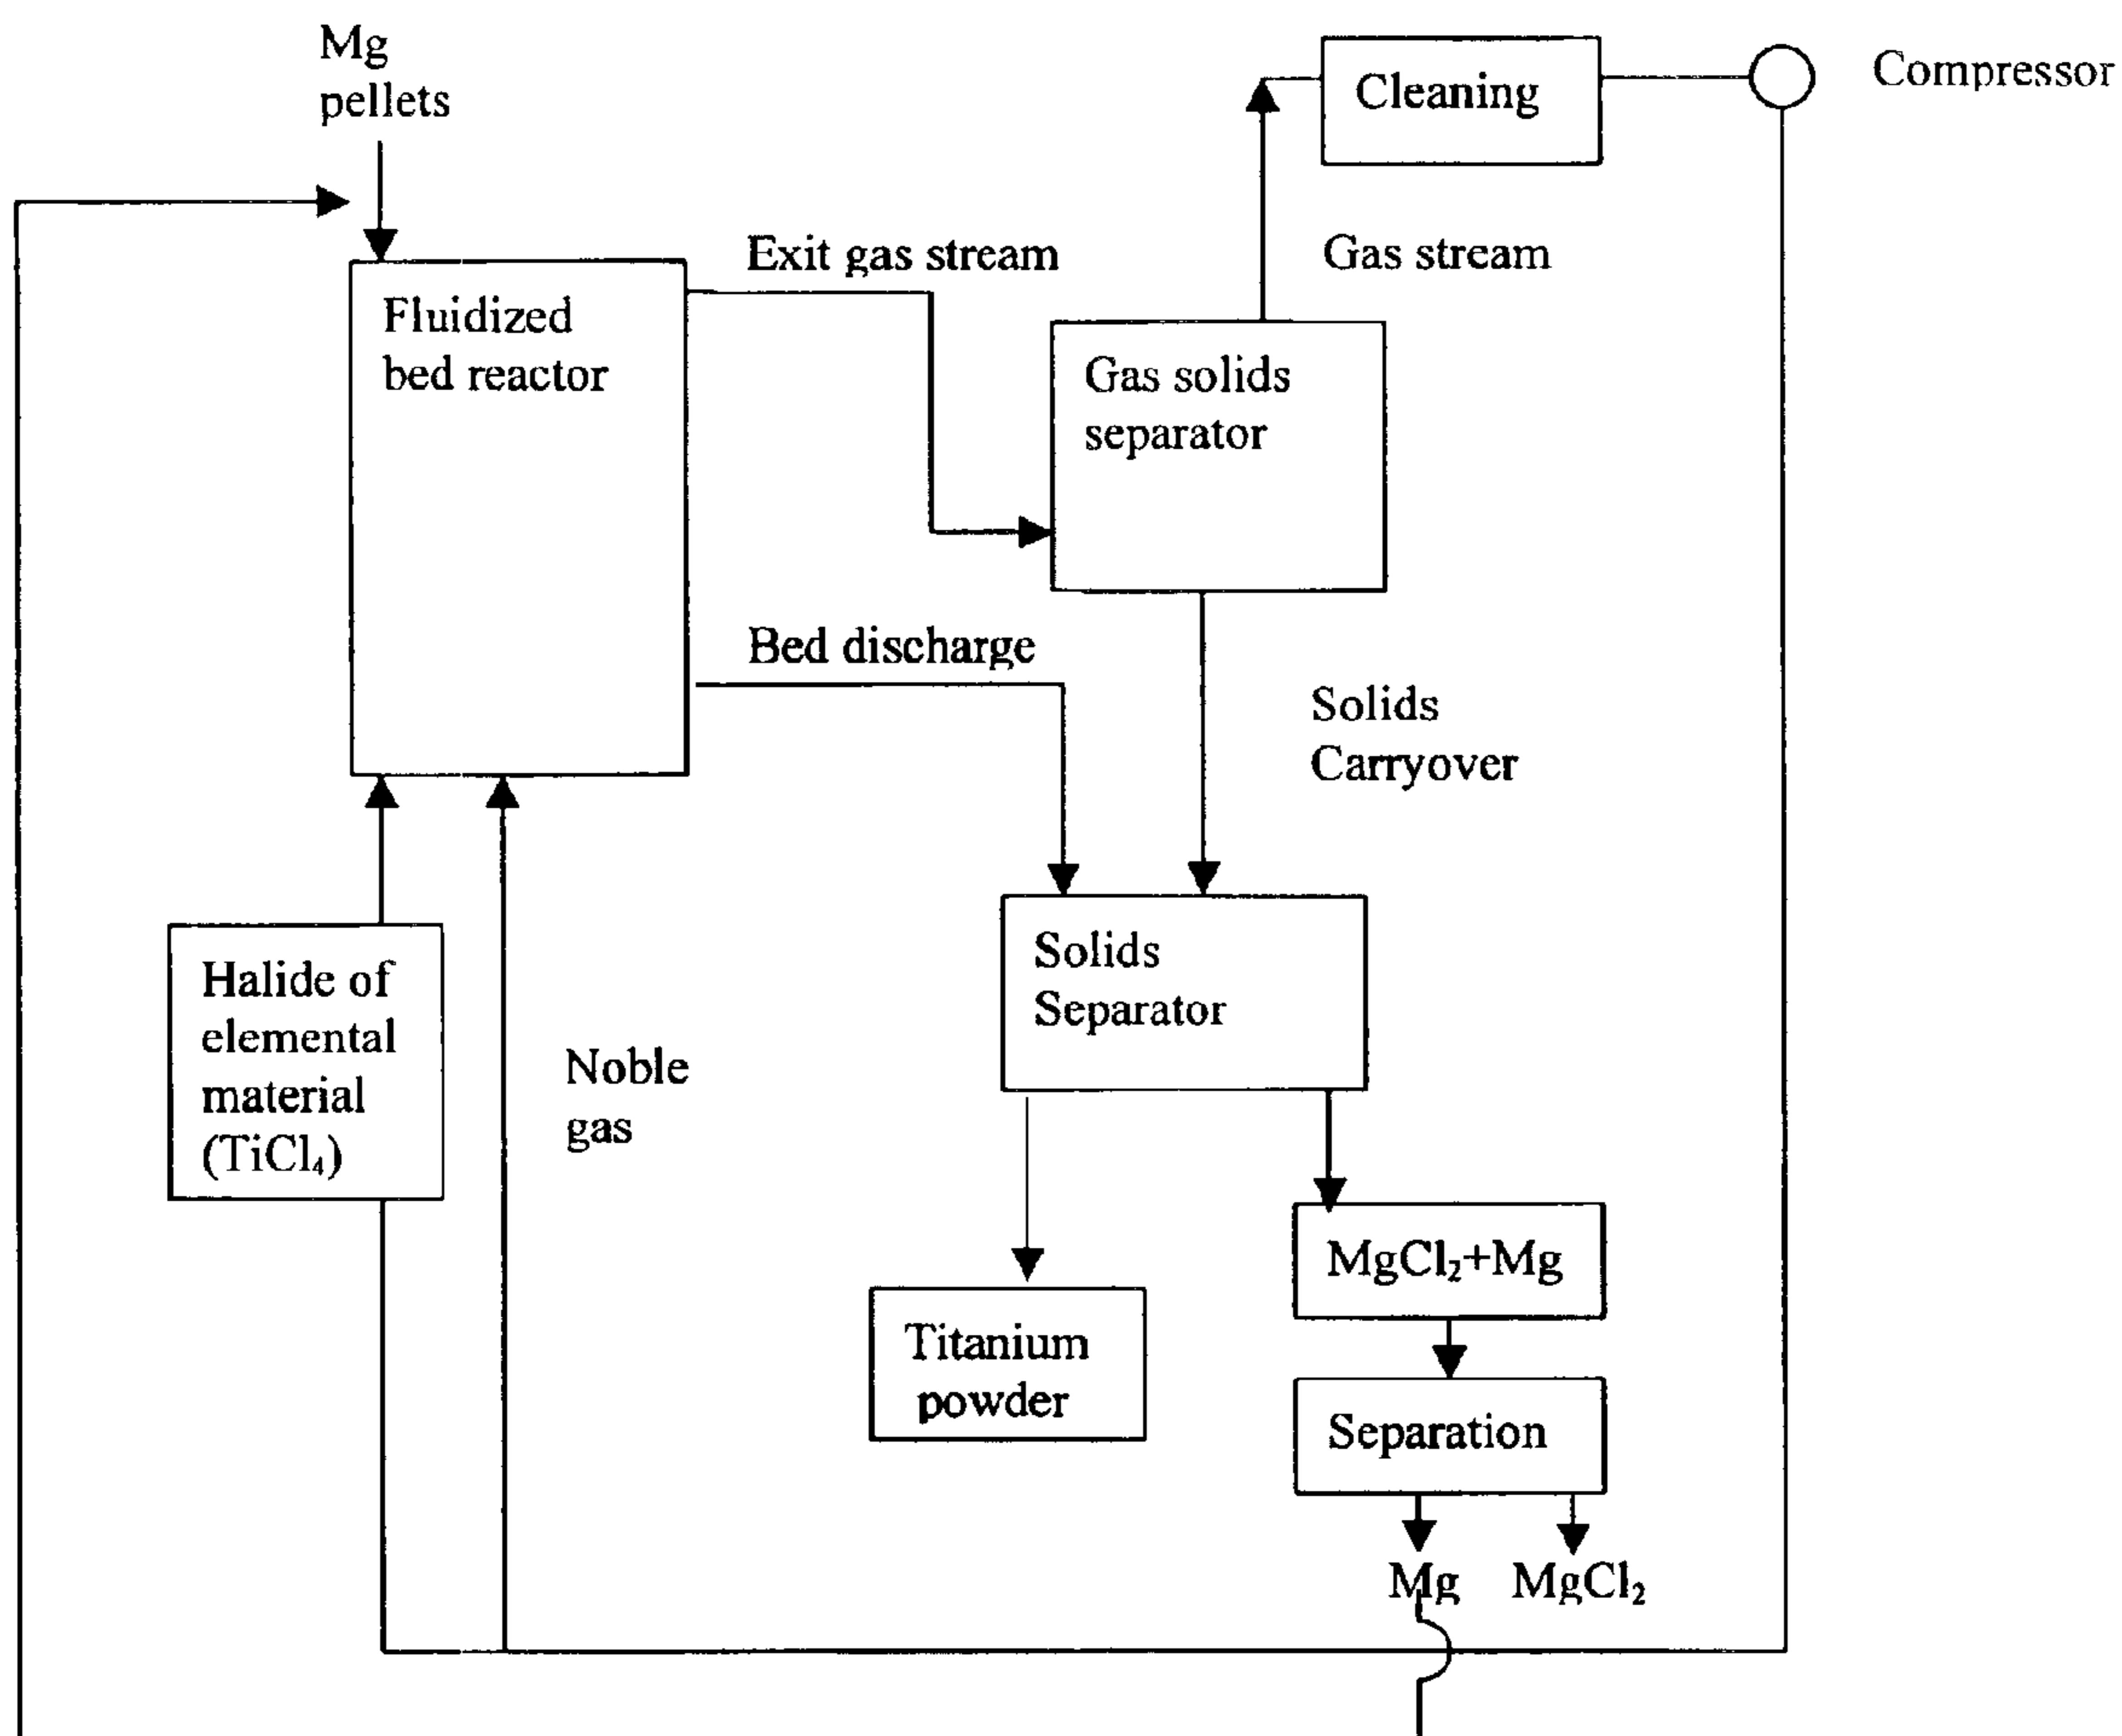 Mg
pellets
Cleaning
Compressor
Exit gas stream
Gas stream
Fluidized
bed reactor
Gas solids
separator
Bed discharge
Solids
Carryover
Halide of
elemental
material
(TiCl₄)
Noble
gas
Solids
Separator
MgCl₂+Mg
Titanium
powder
Separation
Mg
MgCl₂